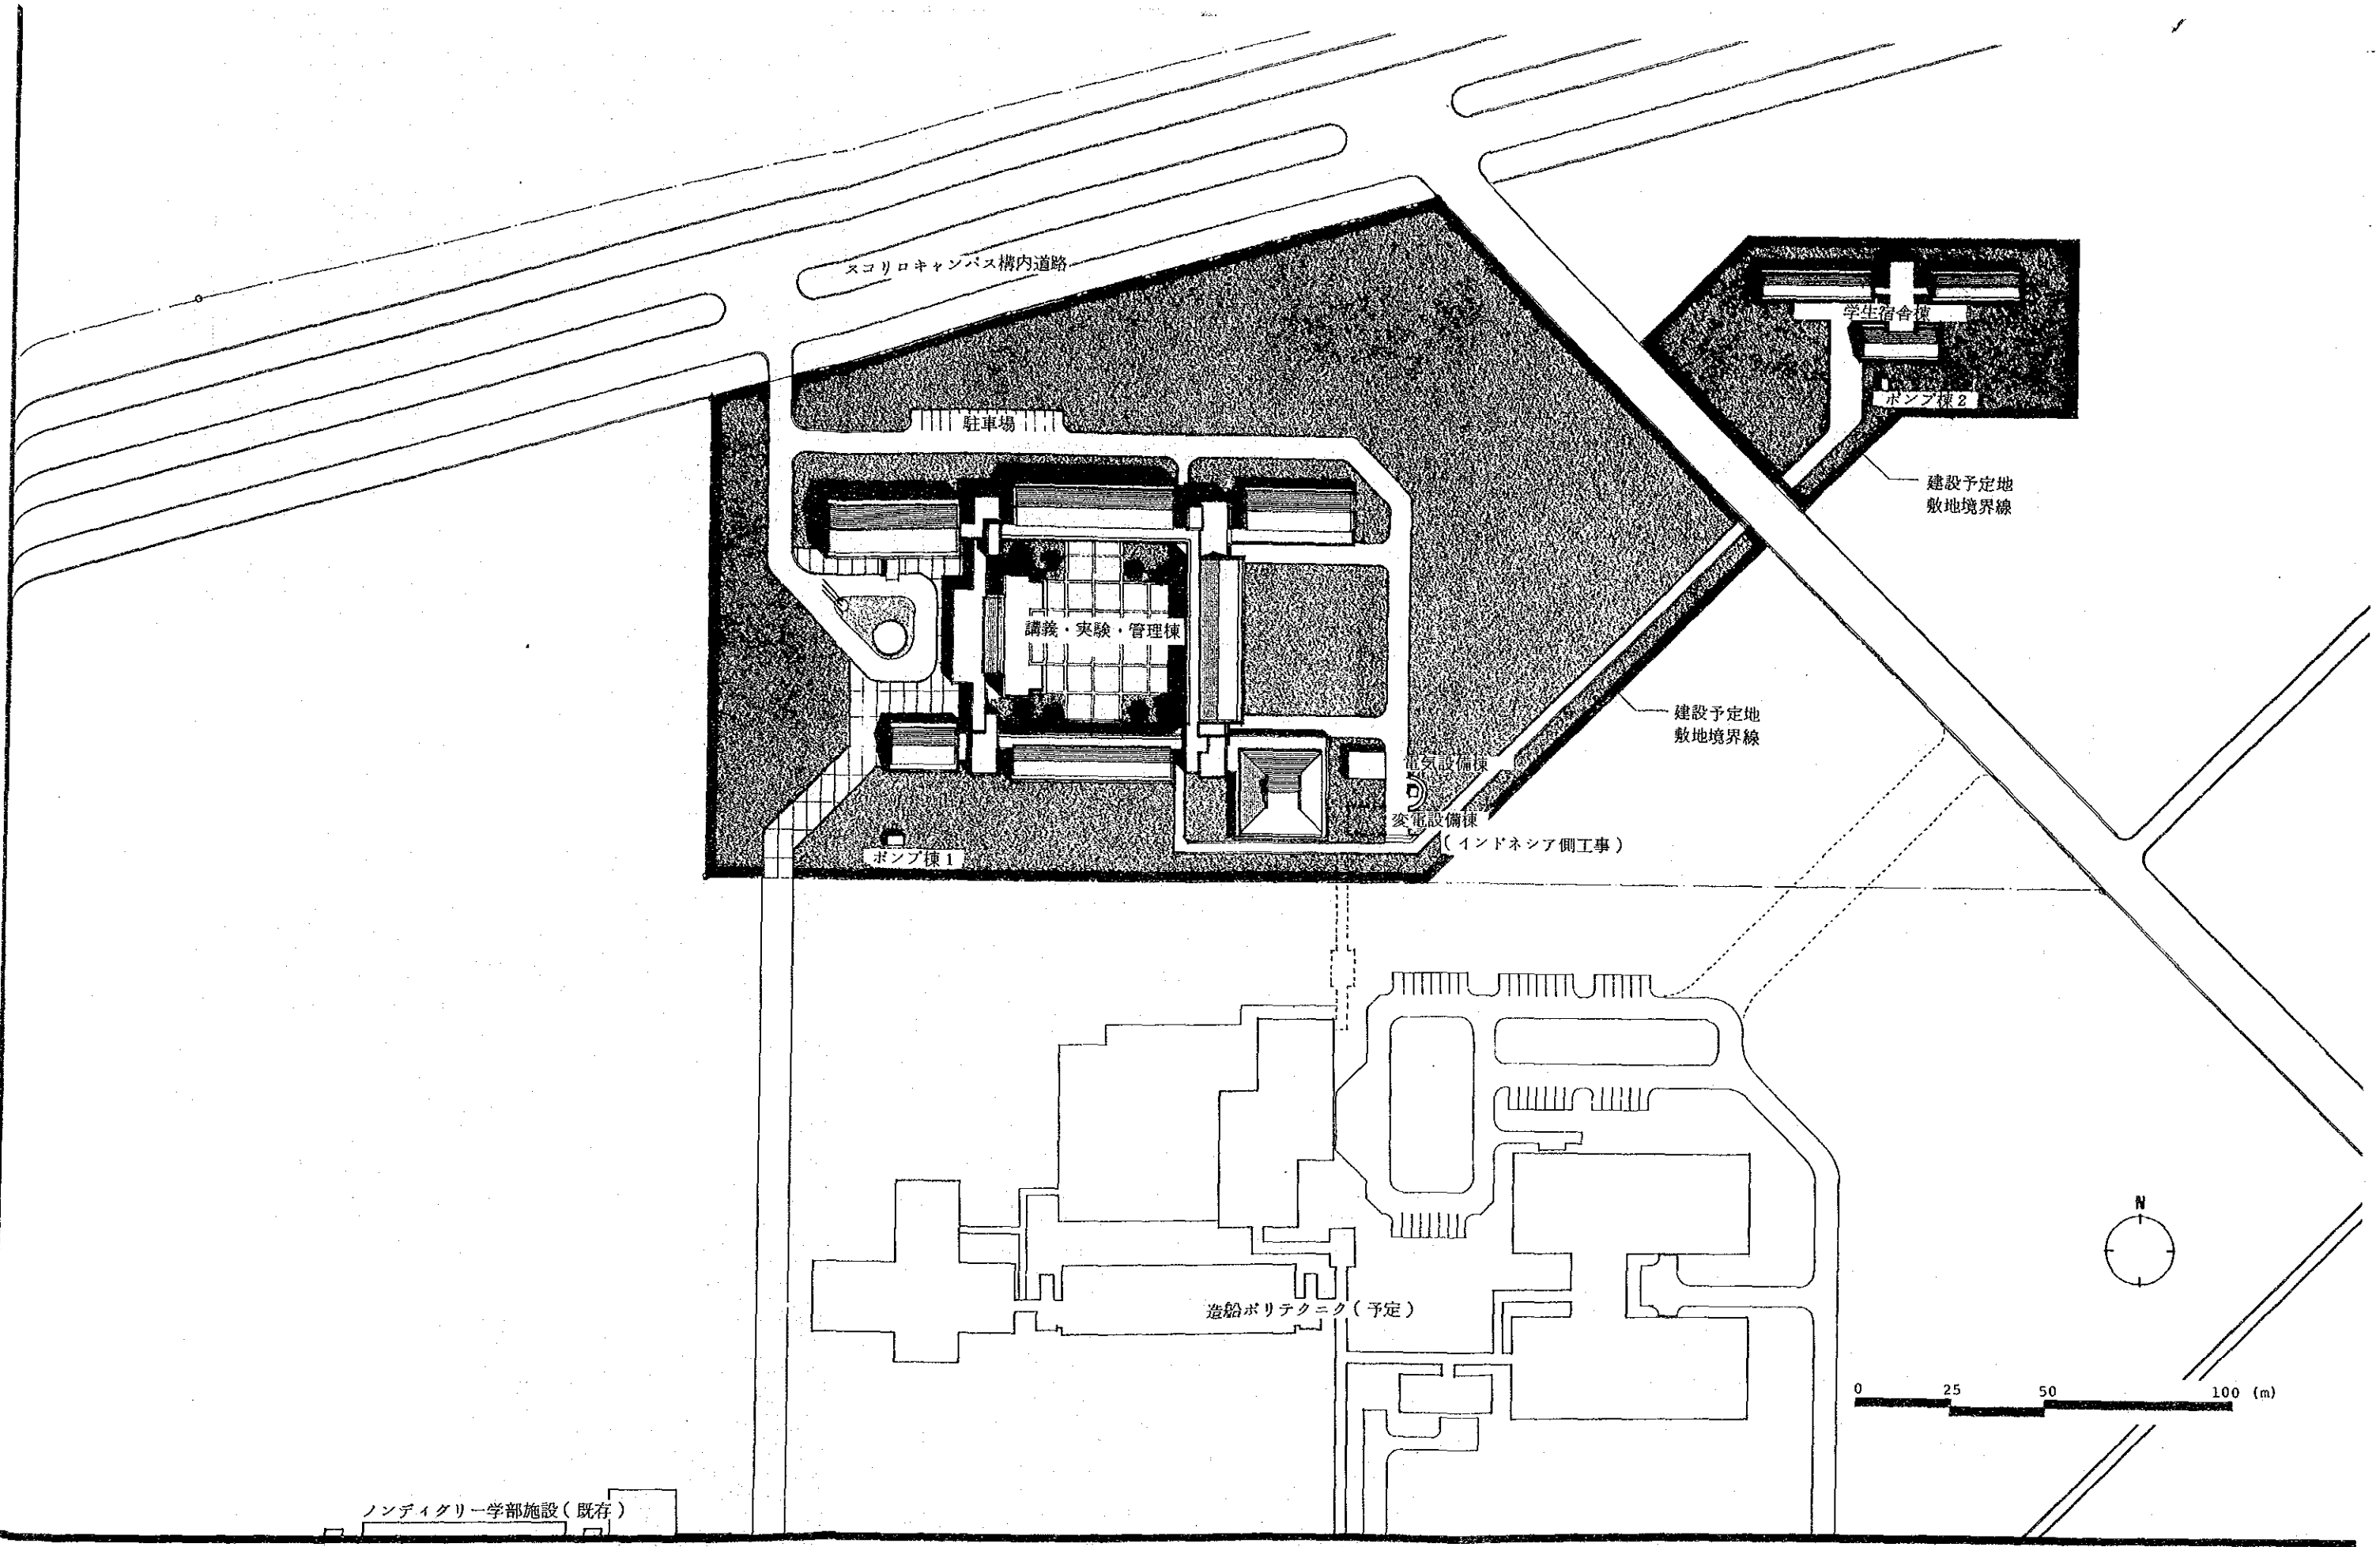 スコリロキャンパス構内道路
学生宿舎棟
ポンプ棟2
駐車場
建設予定地
敷地境界線
講義・実験・管理棟
建設予定地
敷地境界線
電気設備棟
変電設備棟
(インドネシア側工事)
ポンプ棟1
N
造船ポリテクニク(予定)
0 25 50 100 (m)
ノンディグリー学部施設(既存)